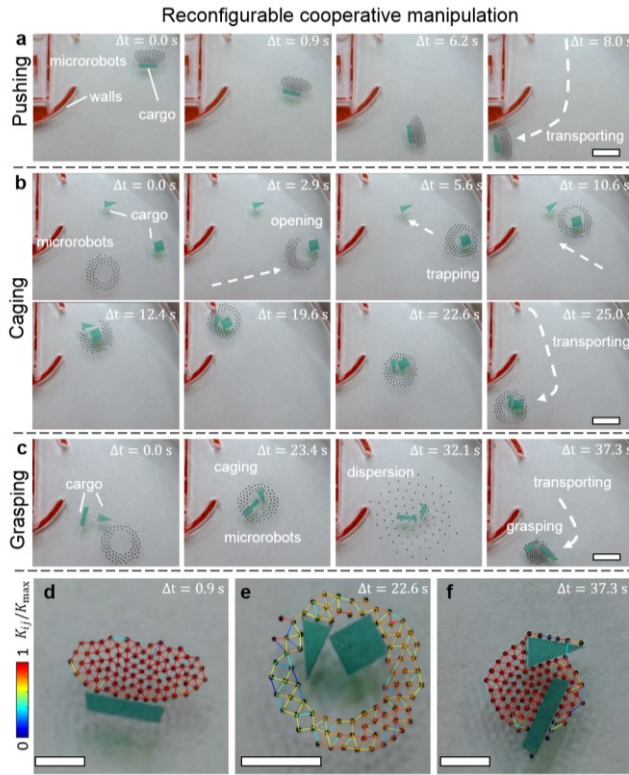 Reconfigurable cooperative manipulation
a
Pushing
Δt = 0.0 s
microrobots
walls
cargo
Δt = 0.9 s
Δt = 6.2 s
Δt = 8.0 s
transporting
b
Caging
Δt = 0.0 s
cargo
microrobots
Δt = 2.9 s
opening
Δt = 5.6 s
trapping
Δt = 10.6 s
Δt = 12.4 s
Δt = 19.6 s
Δt = 22.6 s
Δt = 25.0 s
transporting
c
Grasping
Δt = 0.0 s
cargo
Δt = 23.4 s
caging
microrobots
Δt = 32.1 s
dispersion
Δt = 37.3 s
transporting
grasping
K_ij/K_max
1
0
d
Δt = 0.9 s
e
Δt = 22.6 s
f
Δt = 37.3 s